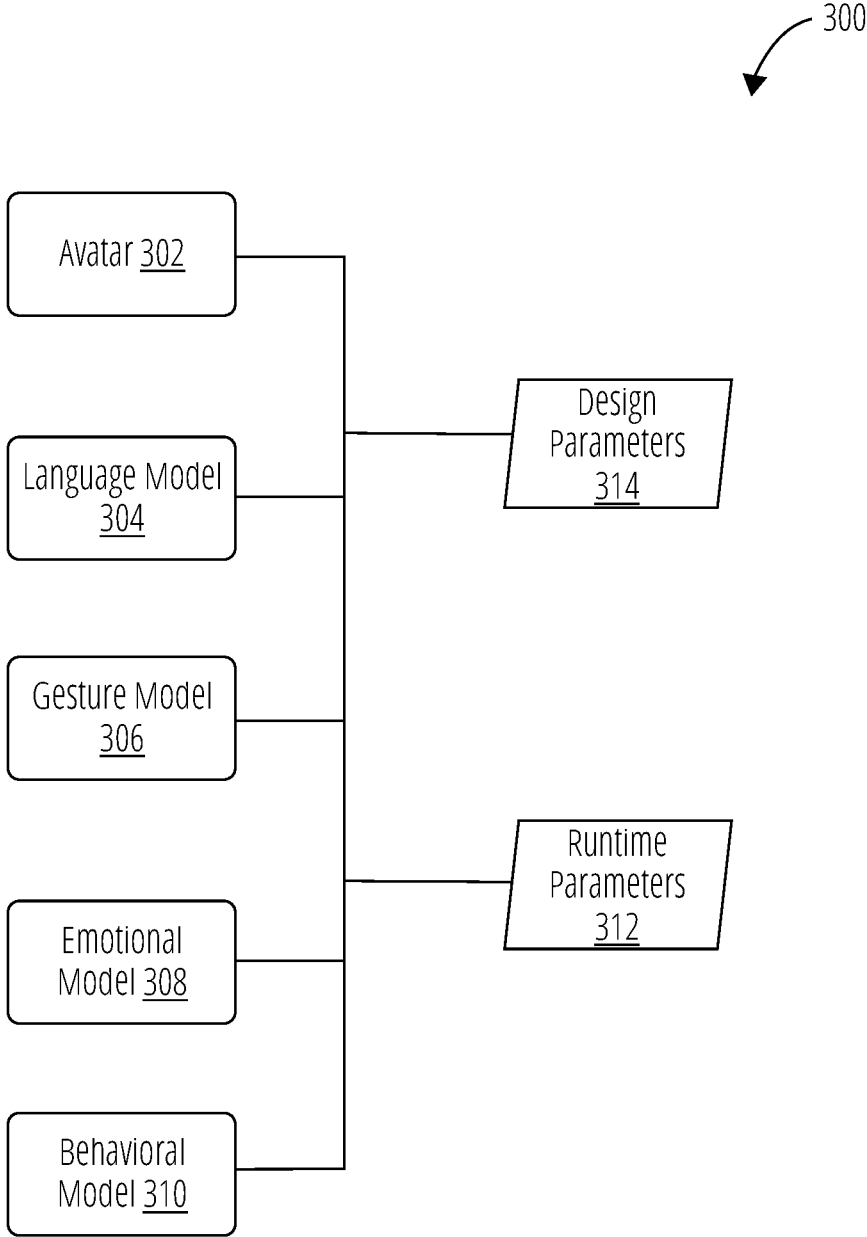 300
Avatar 302
Design
Parameters
314
Language Model
304
Gesture Model
306
Runtime
Parameters
312
Emotional
Model 308
Behavioral
Model 310